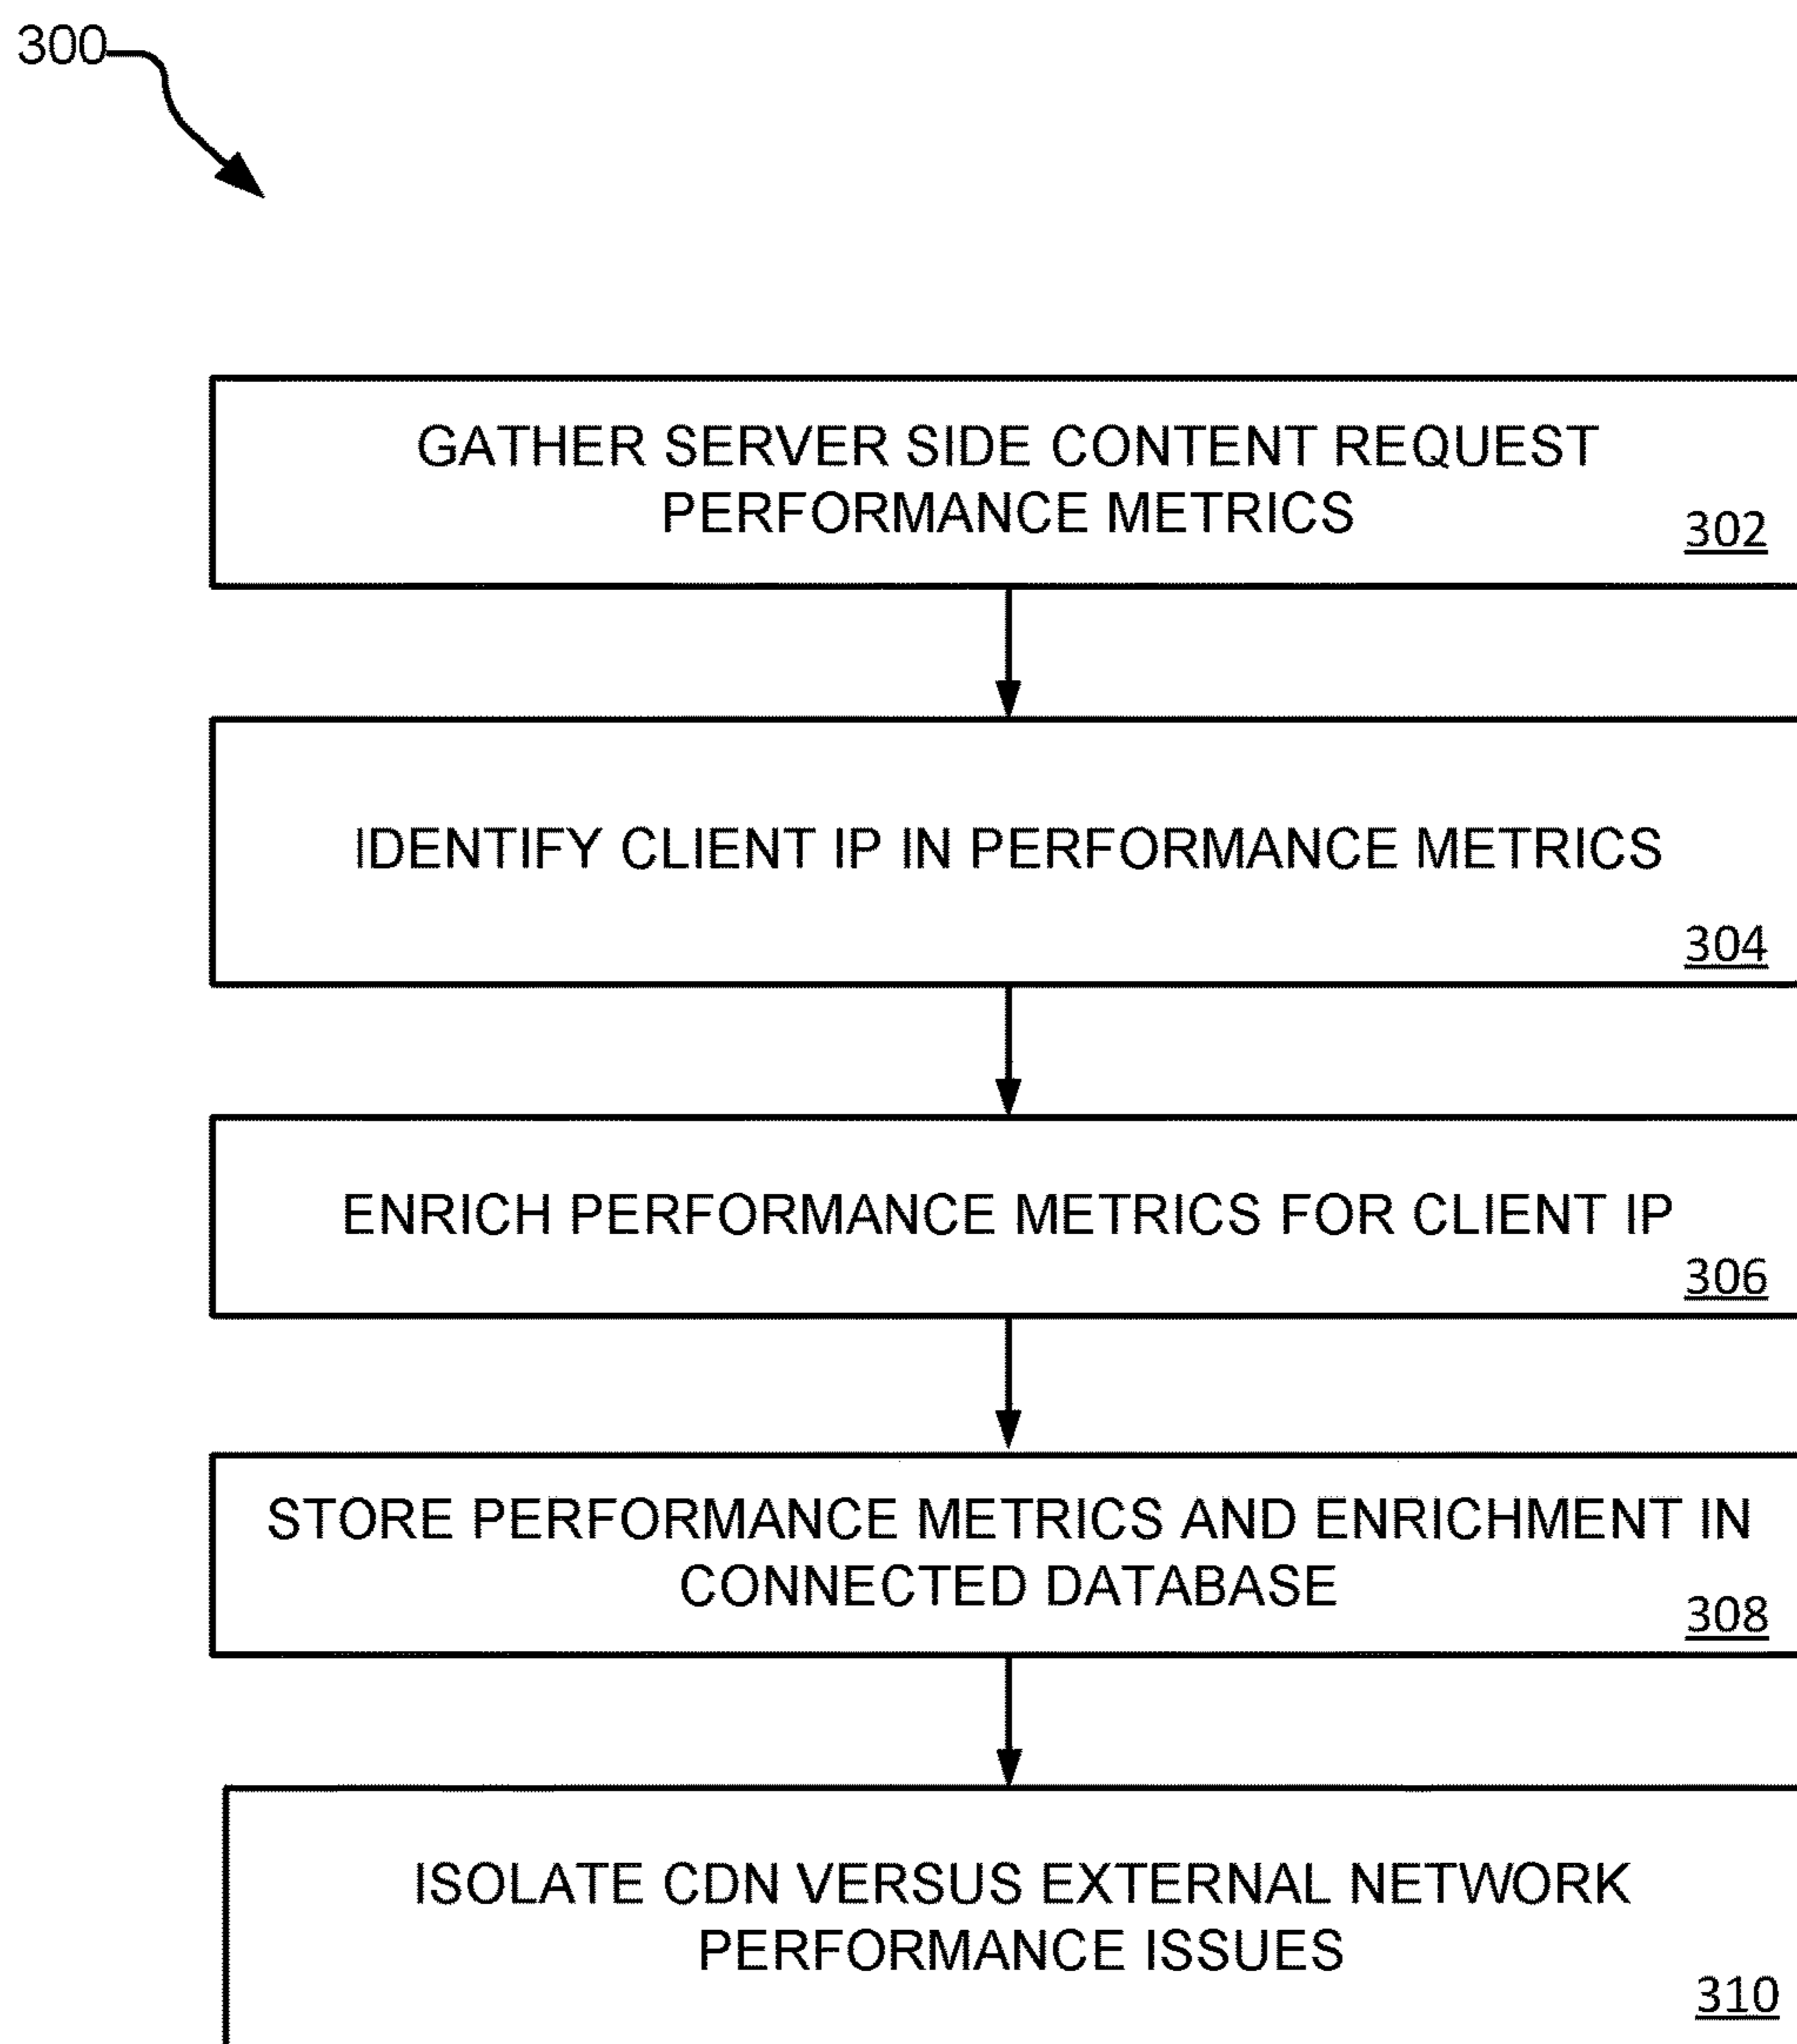 300
GATHER SERVER SIDE CONTENT REQUEST
PERFORMANCE METRICS
302
IDENTIFY CLIENT IP IN PERFORMANCE METRICS
304
ENRICH PERFORMANCE METRICS FOR CLIENT IP
306
STORE PERFORMANCE METRICS AND ENRICHMENT IN
CONNECTED DATABASE
308
ISOLATE CDN VERSUS EXTERNAL NETWORK
PERFORMANCE ISSUES
310